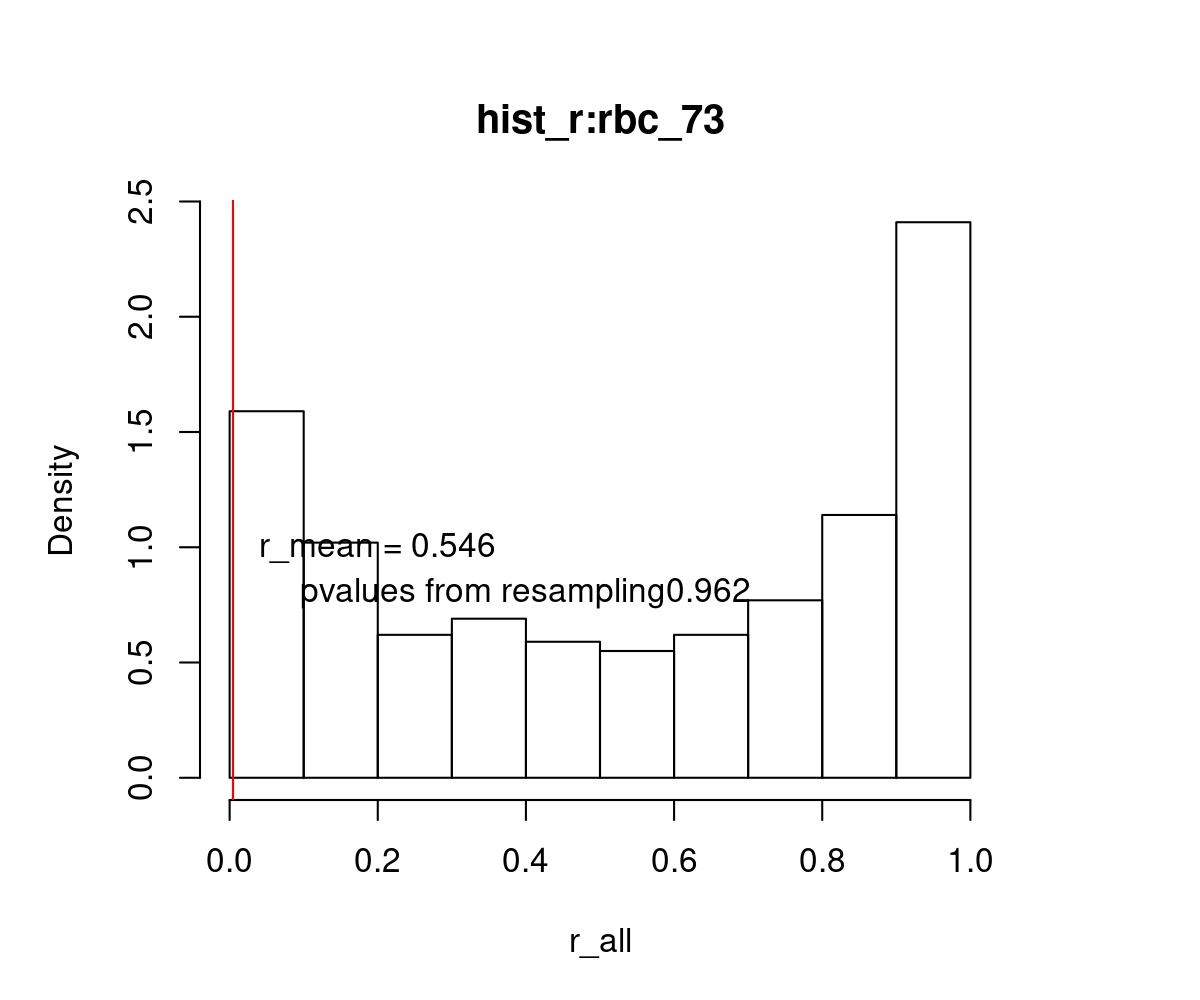 hist_r:rbc_73
2.5
2.0
1.5
1.0
0.5
0.0
Density
r_mean = 0.546
pvalues from resampling0.962
0.0 0.2 0.4 0.6 0.8 1.0
r_all